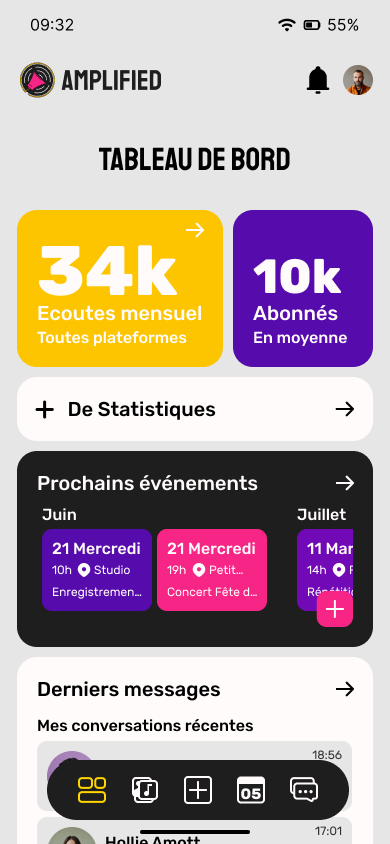 09:32
55%
AMPLIFIED
TABLEAU DE BORD
34k
Ecoutes mensuel
Toutes plateformes
10k
Abonnés
En moyenne
De Statistiques
Prochains événements
Juin
Juillet
21 Mercredi
10h Studio
Enregistremen...
21 Mercredi
19h Petit...
Concert Fête d...
11 Mar
14h
Derniers messages
Mes conversations récentes
18:56
05
17:01
Hollie Amott